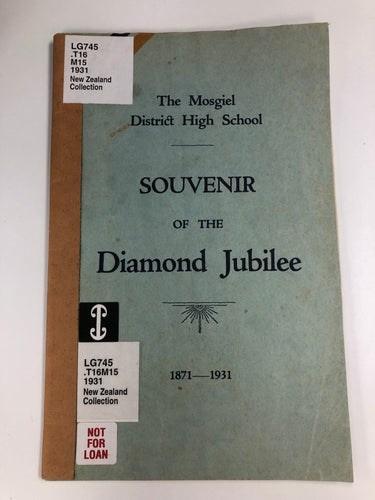 LG745
.T16
M15
1931
New Zealand
Collection
The Mosgiel
District High School
SOUVENIR
OF THE
Diamond Jubilee
1871—1931
LG745
.T16M15
1931
New Zealand
Collection
NOT
FOR
LOAN